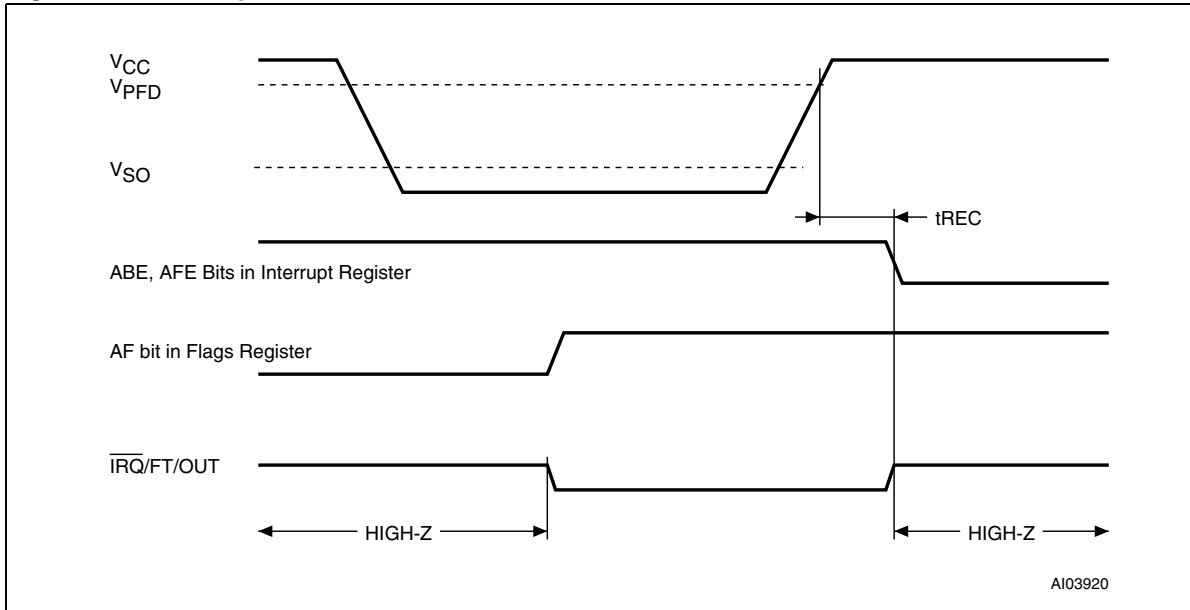 VCC
VPFD
VSO
tREC
ABE, AFE Bits in Interrupt Register
AF bit in Flags Register
IRQ/FT/OUT
HIGH-Z
HIGH-Z
AI03920